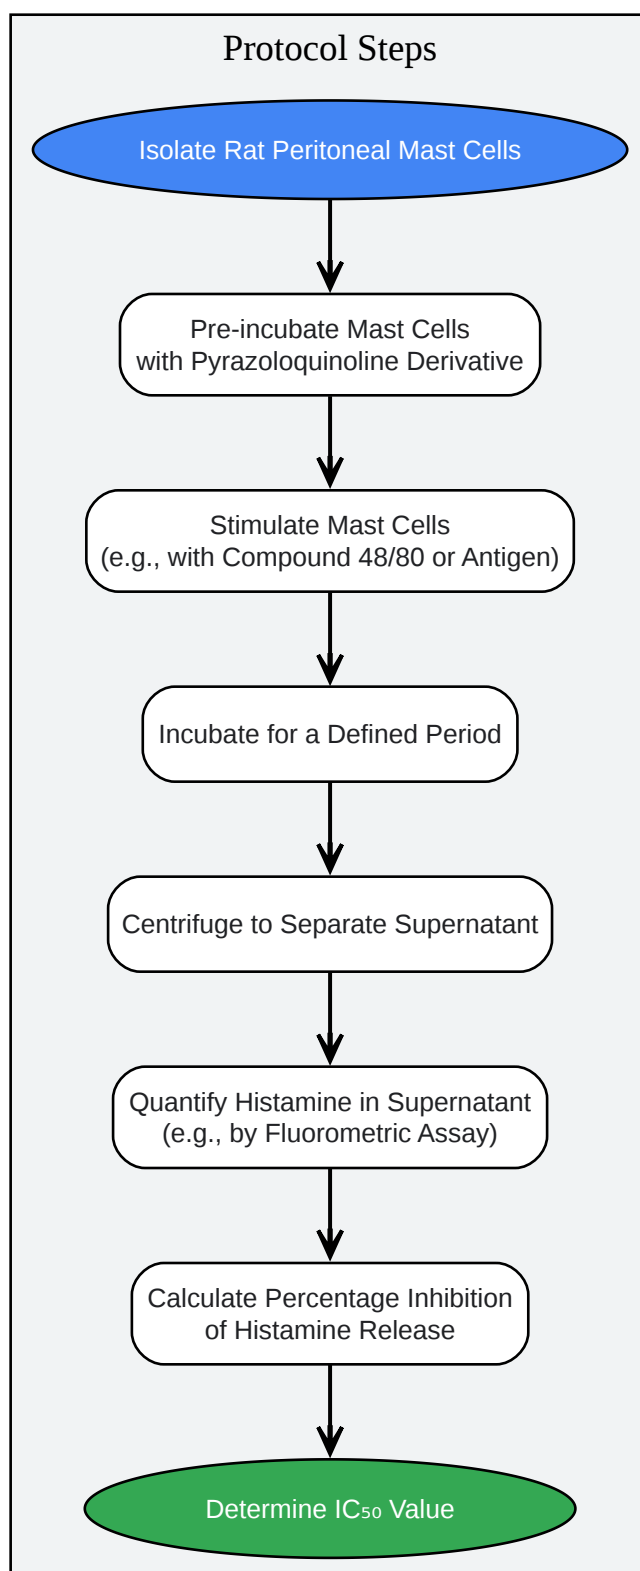 Protocol Steps
Isolate Rat Peritoneal Mast Cells
Pre-incubate Mast Cells
with Pyrazoloquinoline Derivative
Stimulate Mast Cells
(e.g., with Compound 48/80 or Antigen)
Incubate for a Defined Period
Centrifuge to Separate Supernatant
Quantify Histamine in Supernatant
(e.g., by Fluorometric Assay)
Calculate Percentage Inhibition
of Histamine Release
Determine IC₅₀ Value